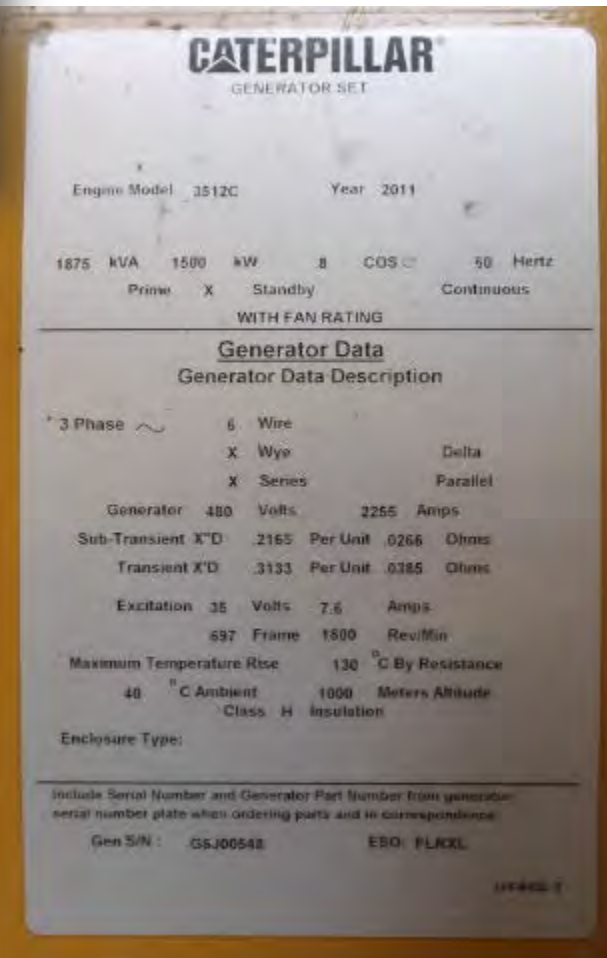 CATERPILLAR
GENERATOR SET
Engine Model 3512C Year 2011
1875 kVA 1500 kW 8 COS 60 Hertz
Prime X Standby Continuous
WITH FAN RATING
Generator Data
Generator Data Description
3 Phase 6 Wire
X Wye Delta
X Series Parallel
Generator 480 Volts 2255 Amps
Sub-Transient X"D .2165 Per Unit .0266 Ohms
Transient X'D .3133 Per Unit .0385 Ohms
Excitation 35 Volts 7.6 Amps
697 Frame 1800 Rev/Min
Maximum Temperature Rise 130 °C By Resistance
40 °C Ambient 1000 Meters Altitude
Class H Insulation
Enclosure Type:
Include Serial Number and Generator Part Number from generator
serial number plate when ordering parts and in correspondence
Gen S/N : G6J00548 ESO: